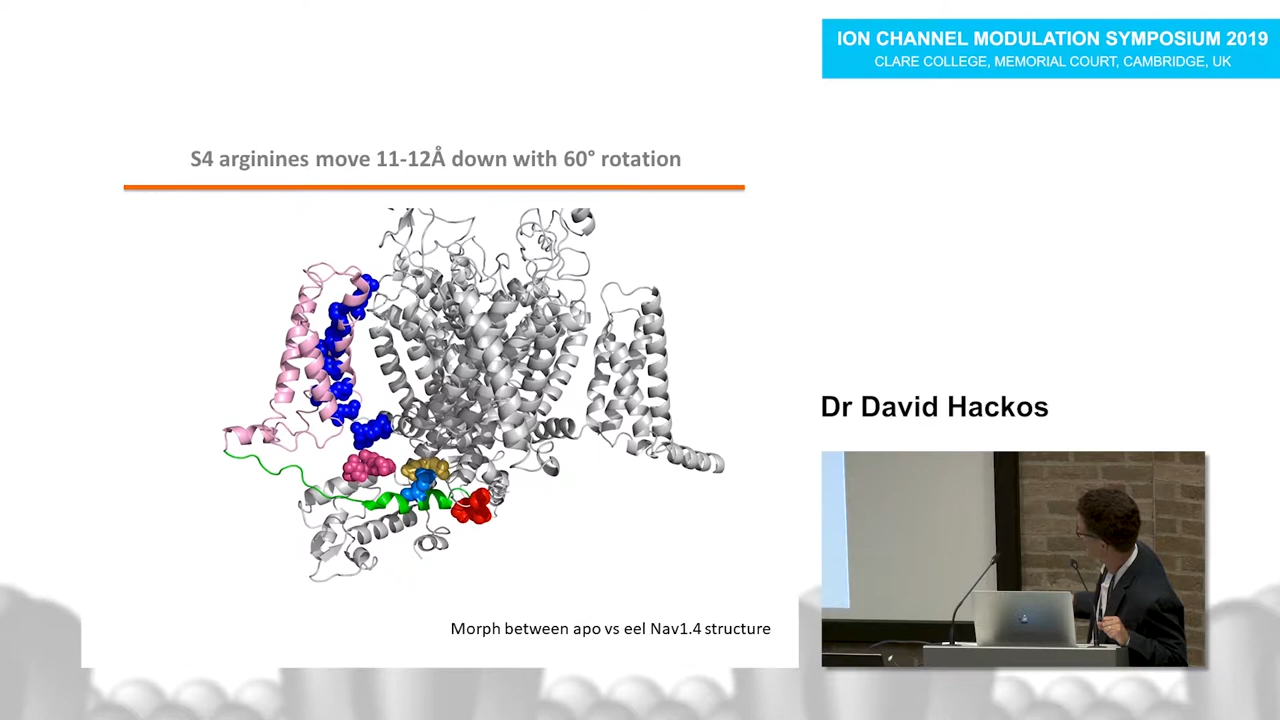 ION CHANNEL MODULATION SYMPOSIUM 2019
CLARE COLLEGE, MEMORIAL COURT, CAMBRIDGE, UK
S4 arginines move 11-12Å down with 60° rotation
Dr David Hackos
Morph between apo vs eel Nav1.4 structure